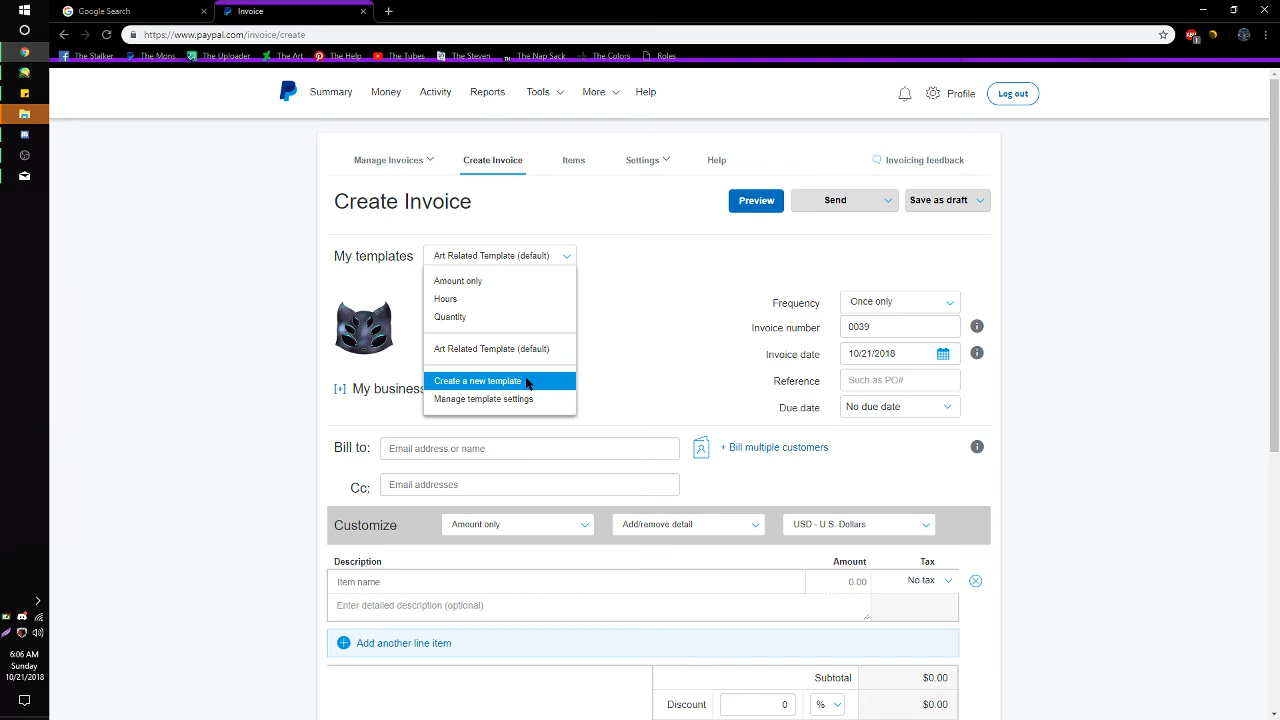 Google Search
Invoice
https://www.paypal.com/invoice/create
The Stalker
The Mons
The Uploader
The Art
The Help
The Tubes
The Steven
TH The Nap Sack
The Colors
Roles
Summary
Money
Activity
Reports
Tools
More
Help
Profile
Log out
Manage Invoices
Create Invoice
Items
Settings
Help
Invoicing feedback
Create Invoice
Preview
Send
Save as draft
My templates
Art Related Template (default)
Amount only
Hours
Quantity
Art Related Template (default)
Create a new template
Manage template settings
Frequency
Once only
Invoice number
0039
Invoice date
10/21/2018
Reference
Such as PO#
Due date
No due date
[+] My business
Bill to:
Email address or name
+ Bill multiple customers
Cc:
Email addresses
Customize
Amount only
Add/remove detail
USD - U.S. Dollars
Description
Amount
Tax
Item name
0.00
No tax
Enter detailed description (optional)
Add another line item
Subtotal
$0.00
Discount
0
%
$0.00
6:06 AM
Sunday
10/21/2018